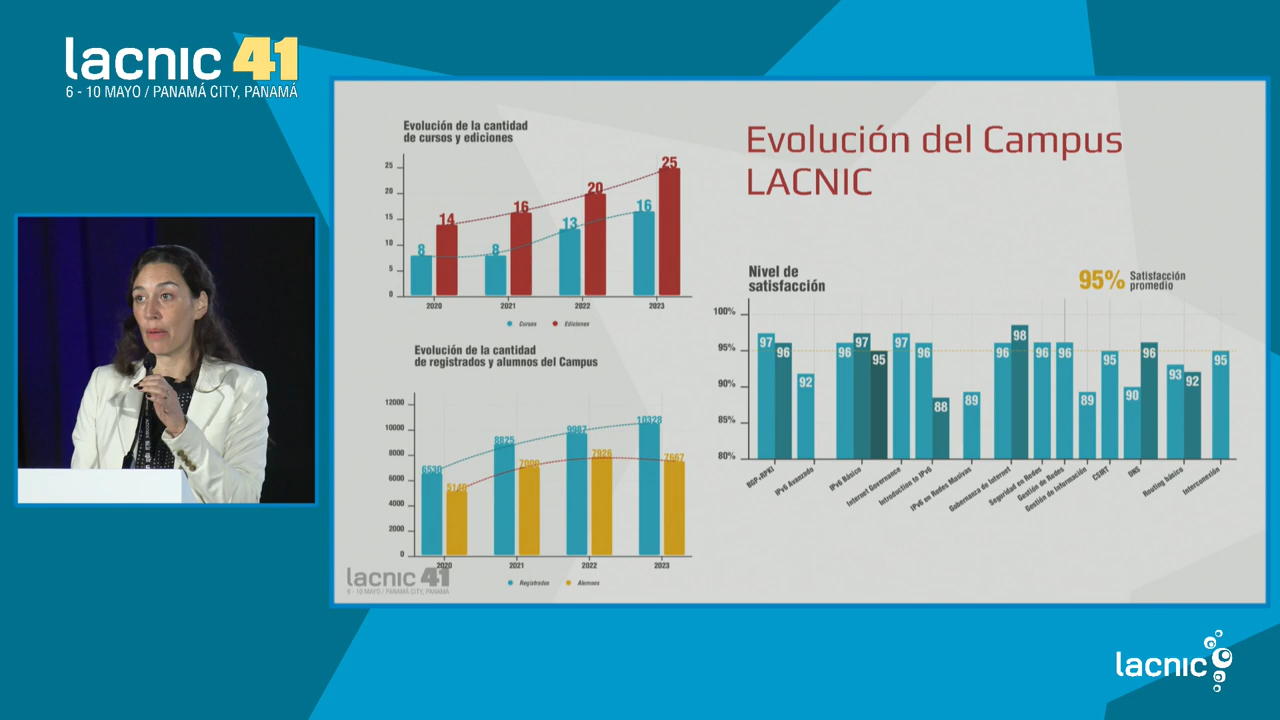 lacnic 41
6 - 10 MAYO / PANAMÁ CITY, PANAMÁ
Evolución de la cantidad
de cursos y ediciones
25
20
15
10
5
0
8
14
8
16
13
20
16
25
2020
2021
2022
2023
Cursos
Ediciones
Evolución de la cantidad
de registrados y alumnos del Campus
12000
10000
8000
6000
4000
2000
0
6530
5140
8825
7000
9987
7926
10328
7667
2020
2021
2022
2023
Registrados
Alumnos
lacnic 41
6 - 10 MAYO / PANAMÁ CITY, PANAMÁ
Evolución del Campus
LACNIC
Nivel de
satisfacción
95% Satisfacción
promedio
100%
95%
90%
85%
80%
97
96
92
96
97
95
97
96
88
89
96
98
96
96
89
95
90
96
93
92
95
BGP-RPKI
IPv6 Avanzado
IPv6 Básico
Internet Governance
Introduction to IPv6
IPv6 en Redes Móviles
Gobernanza de Internet
Seguridad en Redes
Gestión de Redes
Gestión de Información
CSIRT
DNS
Routing básico
Interconexión
lacnic